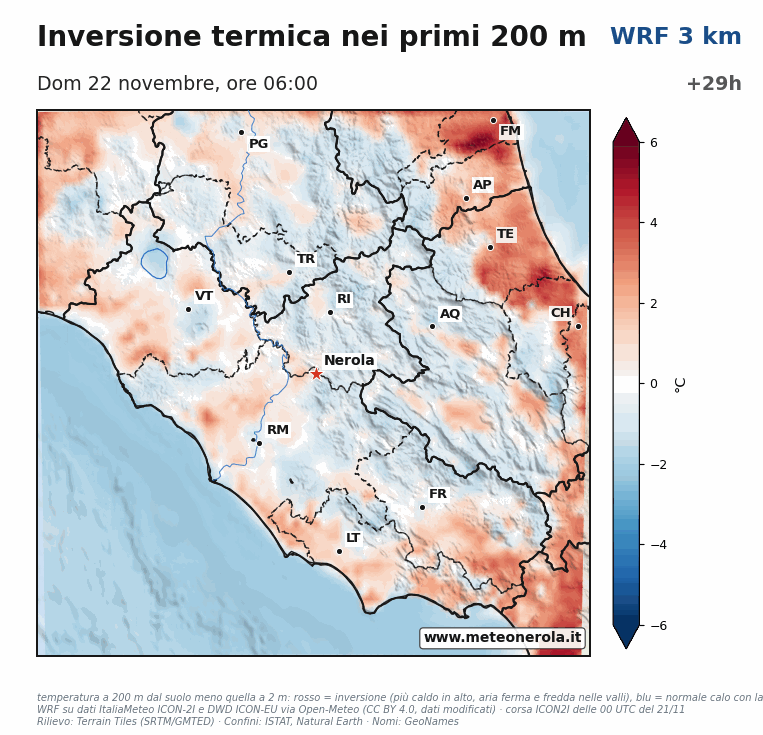 Inversione termica nei primi 200 m WRF 3 km
Dom 22 novembre, ore 06:00 +29h
FM
PG
AP
TE
TR
VT
RI
AQ
CH
Nerola
RM
FR
LT
6
4
2
0
−2
−4
−6
°C
www.meteonerola.it
temperatura a 200 m dal suolo meno quella a 2 m: rosso = inversione (più caldo in alto, aria ferma e fredda nelle valli), blu = normale calo con la
WRF su dati ItaliaMeteo ICON-2I e DWD ICON-EU via Open-Meteo (CC BY 4.0, dati modificati) · corsa ICON2I delle 00 UTC del 21/11
Rilievo: Terrain Tiles (SRTM/GMTED) · Confini: ISTAT, Natural Earth · Nomi: GeoNames